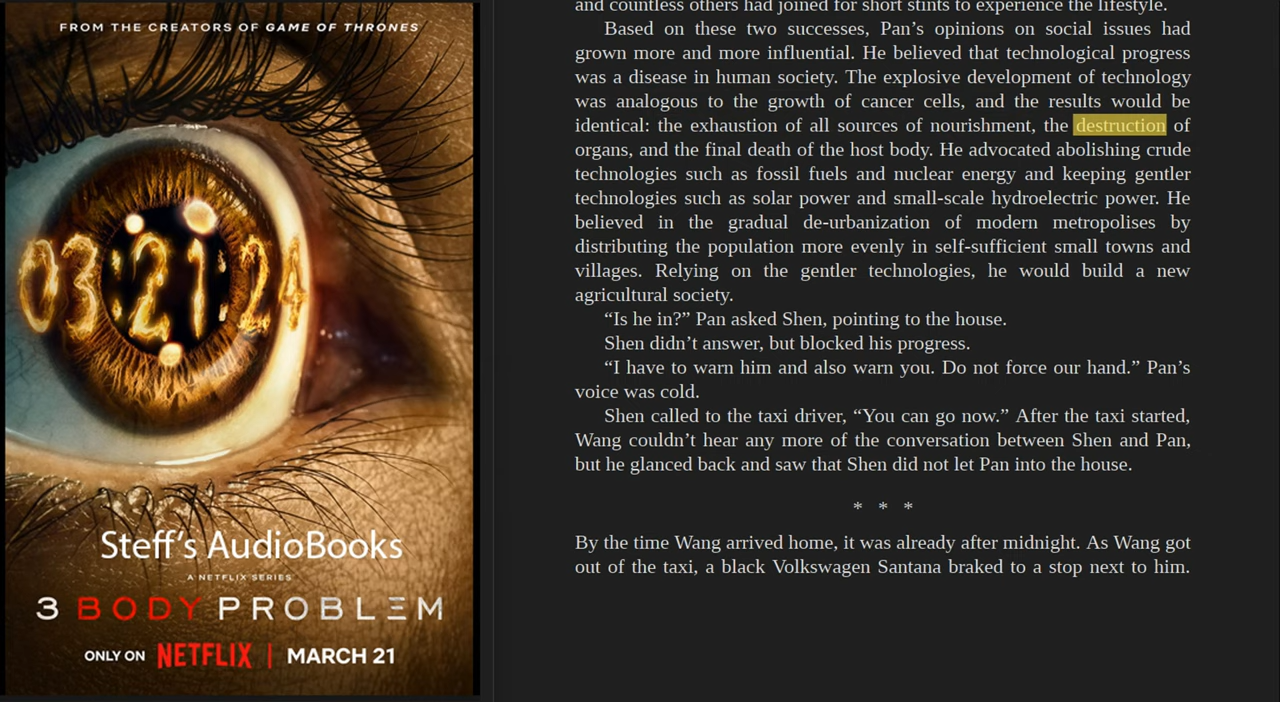 FROM THE CREATORS OF GAME OF THRONES
03:21:24
Steff's AudioBooks
A NETFLIX SERIES
3 BODY PROBLEM
ONLY ON NETFLIX | MARCH 21
and countless others had joined for short stints to experience the lifestyle.
Based on these two successes, Pan's opinions on social issues had
grown more and more influential. He believed that technological progress
was a disease in human society. The explosive development of technology
was analogous to the growth of cancer cells, and the results would be
identical: the exhaustion of all sources of nourishment, the destruction of
organs, and the final death of the host body. He advocated abolishing crude
technologies such as fossil fuels and nuclear energy and keeping gentler
technologies such as solar power and small-scale hydroelectric power. He
believed in the gradual de-urbanization of modern metropolises by
distributing the population more evenly in self-sufficient small towns and
villages. Relying on the gentler technologies, he would build a new
agricultural society.
“Is he in?” Pan asked Shen, pointing to the house.
Shen didn’t answer, but blocked his progress.
“I have to warn him and also warn you. Do not force our hand.” Pan’s
voice was cold.
Shen called to the taxi driver, “You can go now.” After the taxi started,
Wang couldn’t hear any more of the conversation between Shen and Pan,
but he glanced back and saw that Shen did not let Pan into the house.
* * *
By the time Wang arrived home, it was already after midnight. As Wang got
out of the taxi, a black Volkswagen Santana braked to a stop next to him.